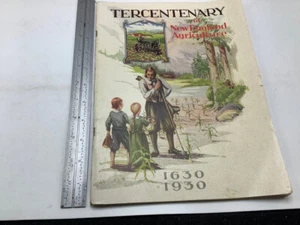 TERCENTENARY
of
New England
Agriculture
1630
1930